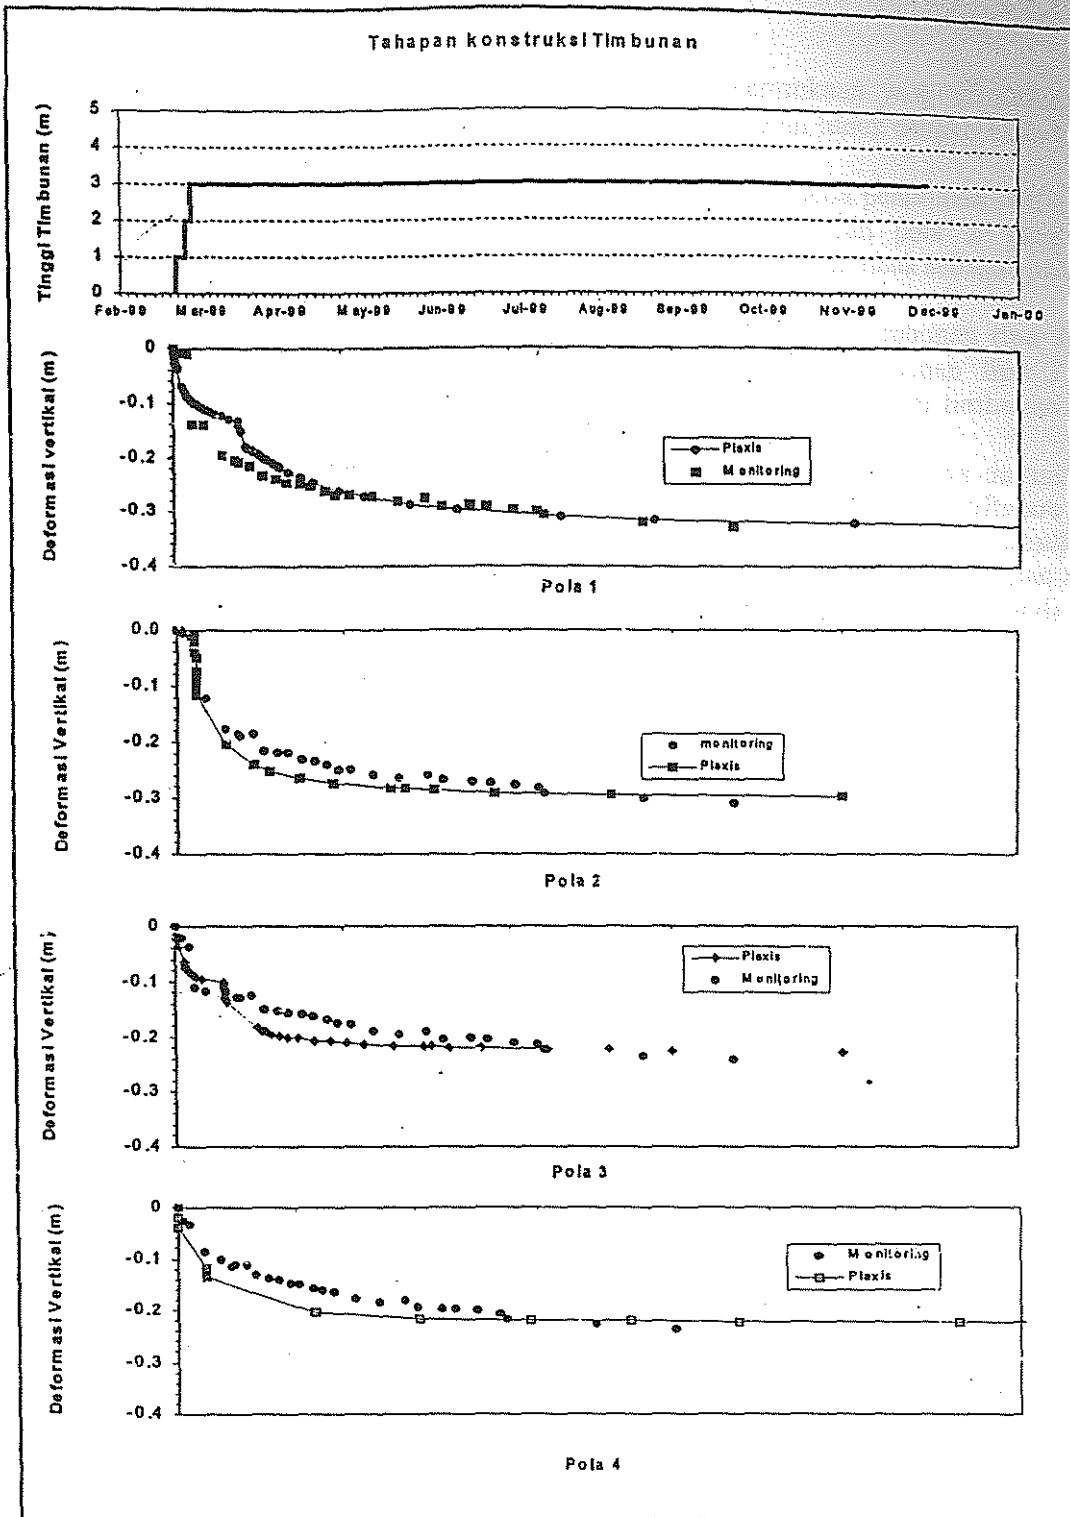 Tahapan konstruksi Timbunan
Tinggi Timbunan (m)
5
4
3
2
1
0
Feb-99 Mar-99 Apr-99 May-99 Jun-99 Jul-99 Aug-99 Sep-99 Oct-99 Nov-99 Dec-99 Jan-00
Deformasi vertikal (m)
0
-0.1
-0.2
-0.3
-0.4
Plaxis
Monitoring
Pola 1
Deformasi Vertikal (m)
0.0
-0.1
-0.2
-0.3
-0.4
monitoring
Plaxis
Pola 2
Deformasi Vertikal (m;
0
-0.1
-0.2
-0.3
-0.4
Plaxis
Monitoring
Pola 3
Deformasi Vertikal (m)
0
-0.1
-0.2
-0.3
-0.4
Monitoring
Plaxis
Pola 4